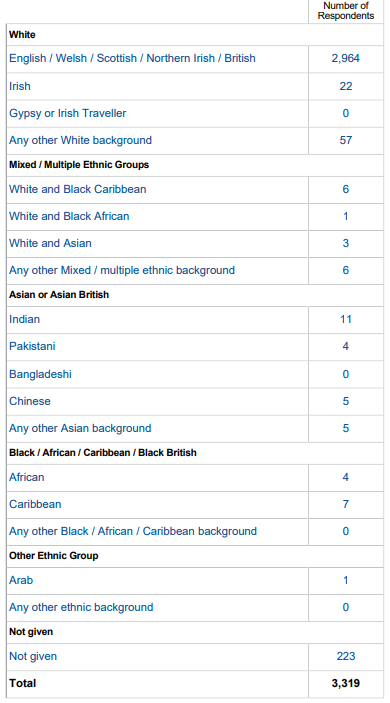 Number of
Respondents
White
English / Welsh / Scottish / Northern Irish / British 2,964
Irish 22
Gypsy or Irish Traveller 0
Any other White background 57
Mixed / Multiple Ethnic Groups
White and Black Caribbean 6
White and Black African 1
White and Asian 3
Any other Mixed / multiple ethnic background 6
Asian or Asian British
Indian 11
Pakistani 4
Bangladeshi 0
Chinese 5
Any other Asian background 5
Black / African / Caribbean / Black British
African 4
Caribbean 7
Any other Black / African / Caribbean background 0
Other Ethnic Group
Arab 1
Any other ethnic background 0
Not given
Not given 223
Total 3,319